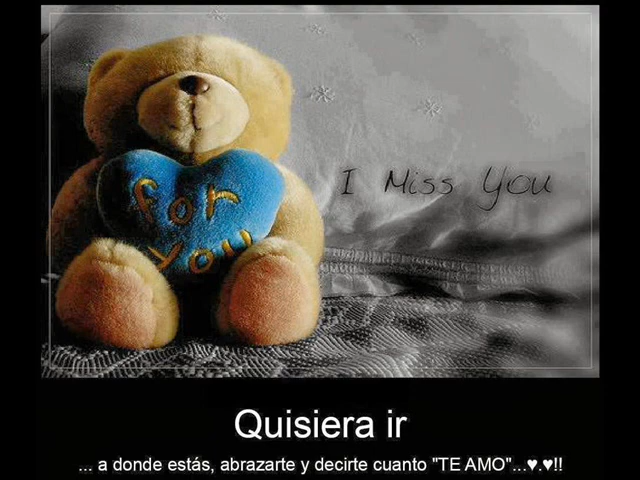 for
you
I Miss You
Quisiera ir
... a donde estás, abrazarte y decirte cuanto "TE AMO"...♥.♥!!